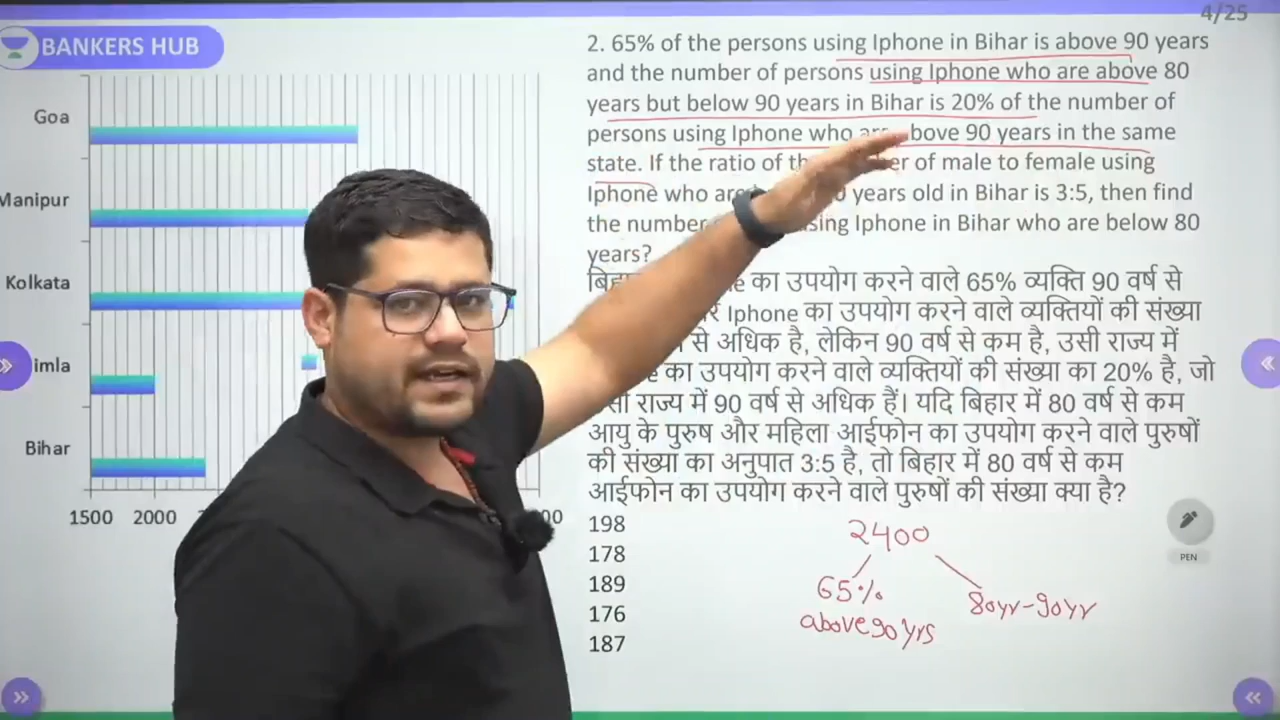 4/25
BANKERS HUB
2. 65% of the persons using Iphone in Bihar is above 90 years
and the number of persons using Iphone who are above 80
years but below 90 years in Bihar is 20% of the number of
persons using Iphone who bove 90 years in the same
state. If the ratio of th er of male to female using
Iphone who are years old in Bihar is 3:5, then find
the number sing Iphone in Bihar who are below 80
years?
का उपयोग करने वाले 65% व्यक्ति 90 वर्ष से
Iphone का उपयोग करने वाले व्यक्तियों की संख्या
से अधिक है, लेकिन 90 वर्ष से कम है, उसी राज्य में
का उपयोग करने वाले व्यक्तियों की संख्या का 20% है, जो
राज्य में 90 वर्ष से अधिक हैं। यदि बिहार में 80 वर्ष से कम
आयु के पुरुष और महिला आईफोन का उपयोग करने वाले पुरुषों
की संख्या का अनुपात 3:5 है, तो बिहार में 80 वर्ष से कम
आईफोन का उपयोग करने वाले पुरुषों की संख्या क्या है?
198
178
189
176
187
2400
65%
above 90 yrs
80yr-90yr
PEN
Goa
Manipur
Kolkata
imla
Bihar
1500 2000 00